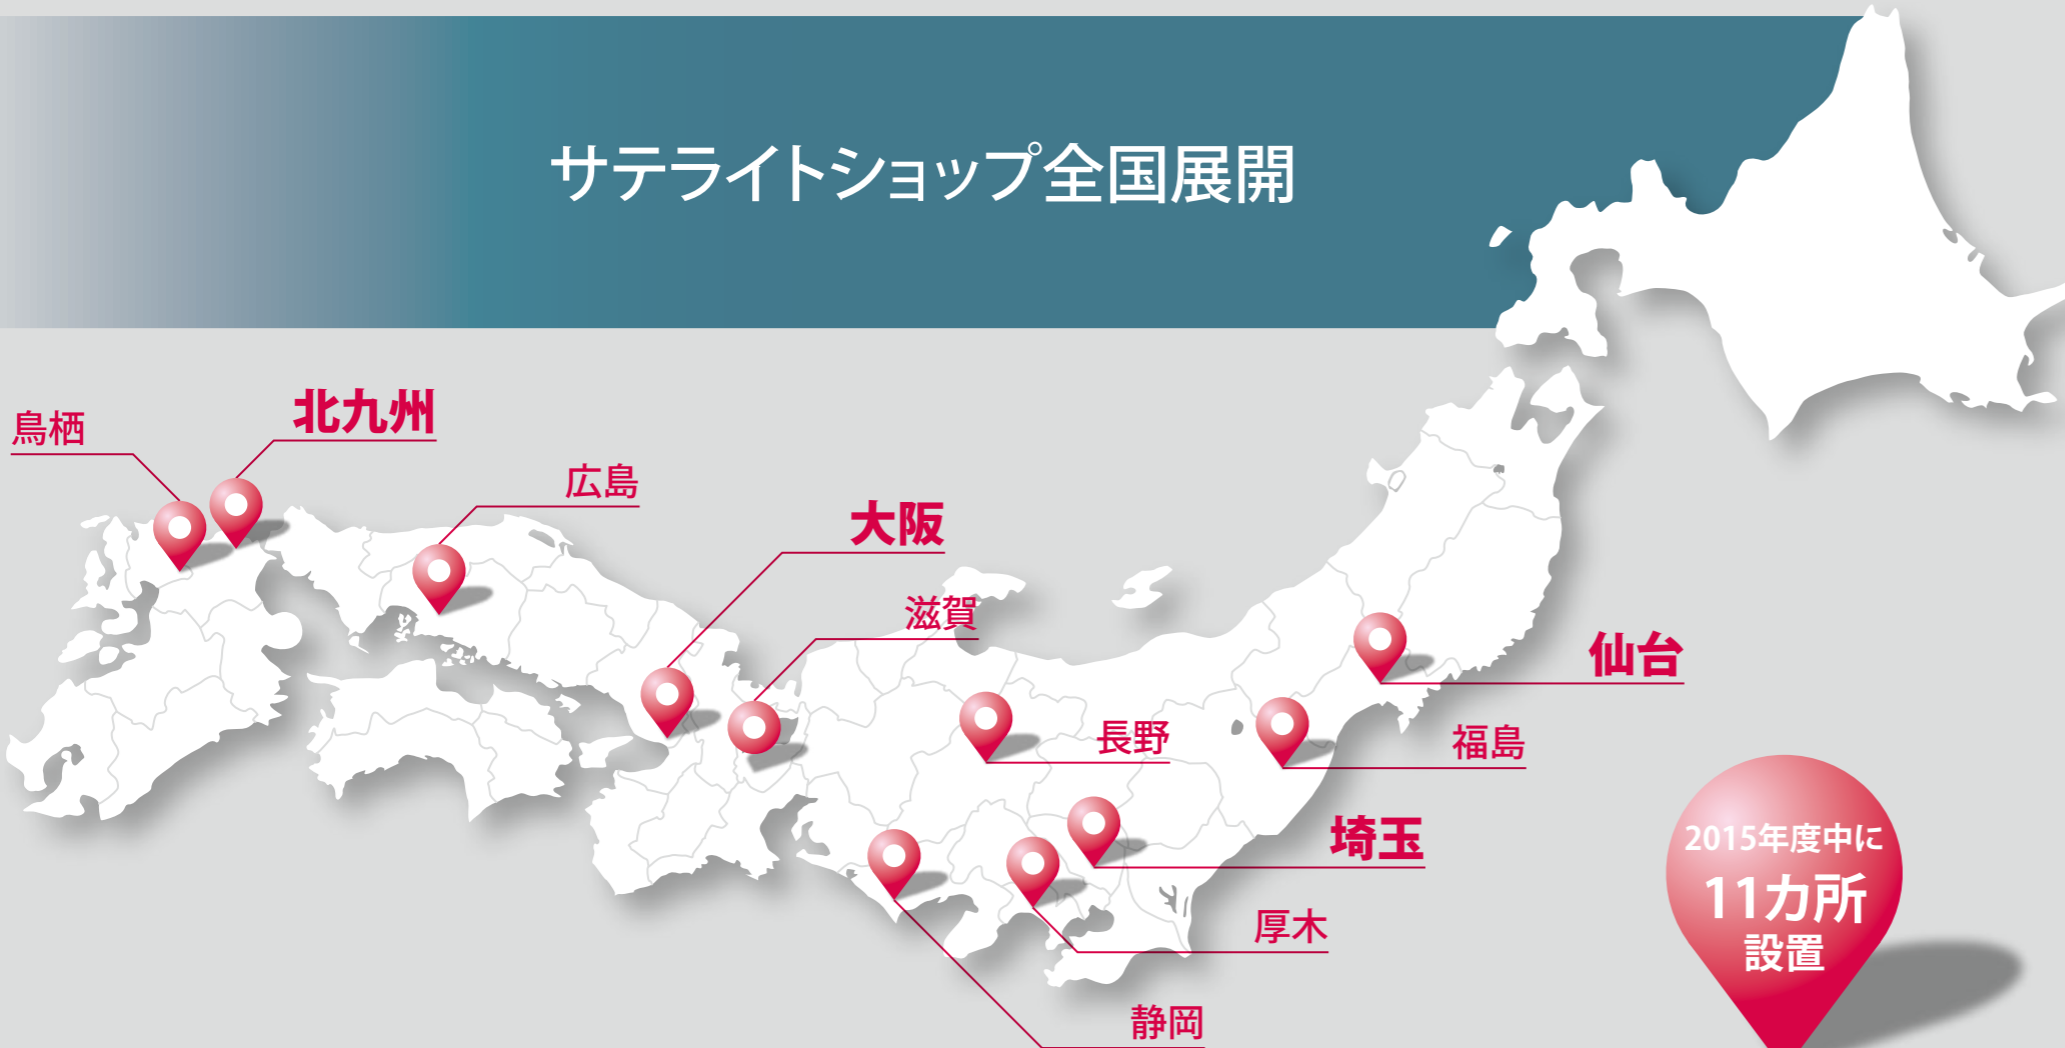 サテライトショップ全国展開
鳥栖
北九州
広島
大阪
滋賀
仙台
長野
福島
埼玉
厚木
静岡
2015年度中に
11カ所
設置